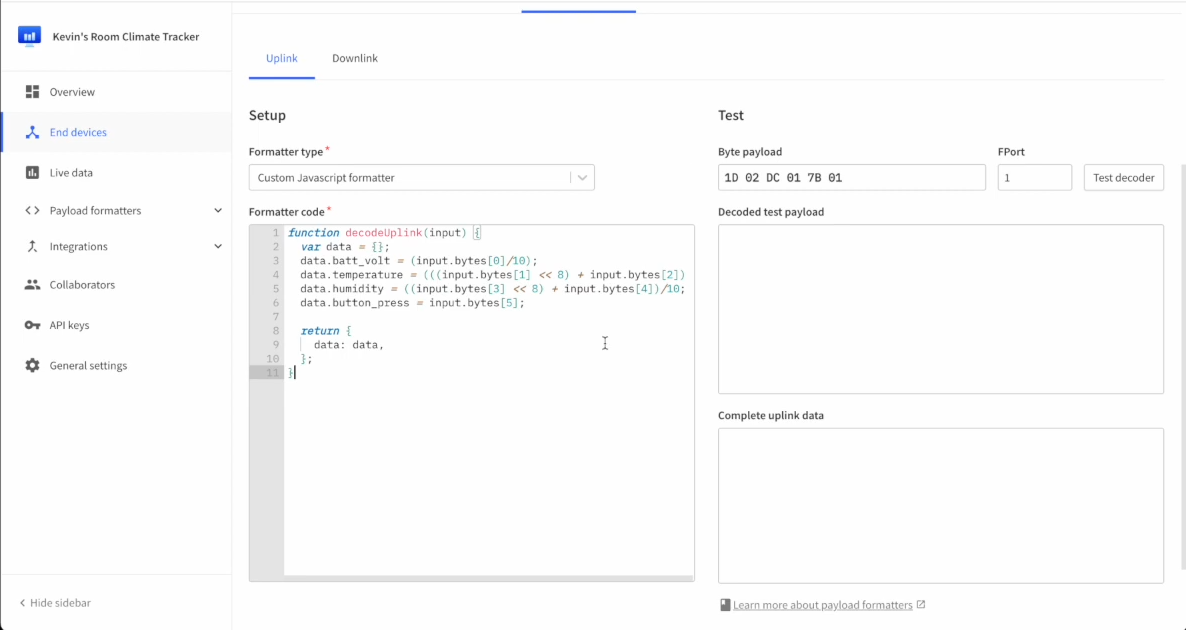 Kevin's Room Climate Tracker
Overview
End devices
Live data
Payload formatters
Integrations
Collaborators
API keys
General settings
Hide sidebar
Uplink
Downlink
Setup
Formatter type*
Custom Javascript formatter
Formatter code*
1 function decodeUplink(input) {
2 var data = {};
3 data.batt_volt = (input.bytes[0]/10);
4 data.temperature = (((input.bytes[1] << 8) + input.bytes[2])
5 data.humidity = ((input.bytes[3] << 8) + input.bytes[4])/10;
6 data.button_press = input.bytes[5];
7
8 return {
9 data: data,
10 };
11 }
Test
Byte payload
1D 02 DC 01 7B 01
FPort
1
Test decoder
Decoded test payload
Complete uplink data
Learn more about payload formatters